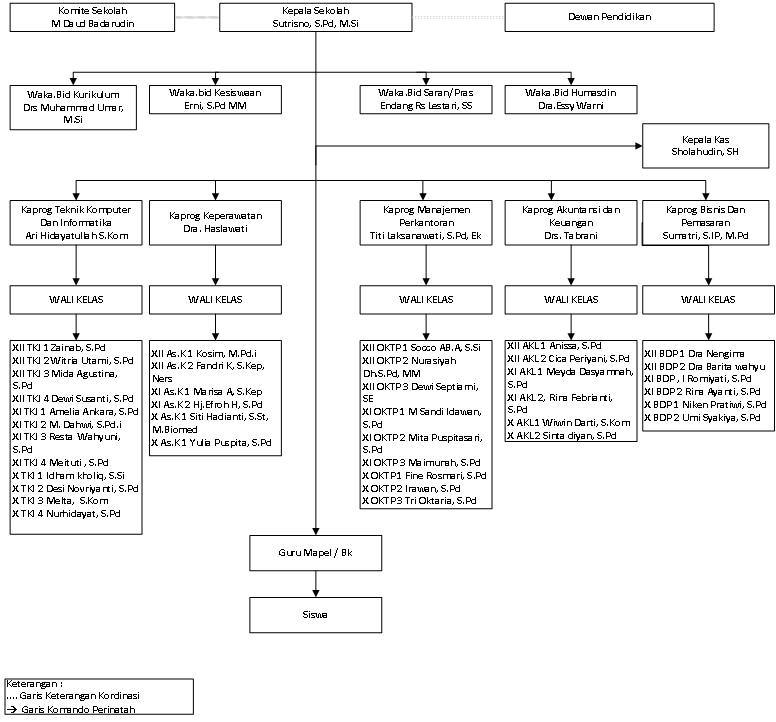 Komite Sekolah
M Daud Badarudin
Kepala Sekolah
Sutrisno, S.Pd, M.Si
Dewan Pendidikan
Waka.Bid Kurikulum
Drs Muhammad Umar,
M.Si
Waka.bid Kesiswaan
Erni, S.Pd MM
Waka.Bid Saran/Pras
Endang Rs Lestari, SS
Waka.Bid Humasdin
Dra.Essy Warni
Kepala Kas
Sholahudin, SH
Kaprog Teknik Komputer
Dan Informatika
Ari Hidayatullah S.Kom
Kaprog Keperawatan
Dra. Haslawati
Kaprog Manajemen
Perkantoran
Titi Laksanawati, S.Pd, Ek
Kaprog Akuntansi dan
Keuangan
Drs. Tabrani
Kaprog Bisnis Dan
Pemasaran
Sumatri, S.IP, M.Pd
WALI KELAS
WALI KELAS
WALI KELAS
WALI KELAS
WALI KELAS
XII TKJ 1 Zainab, S.Pd
XII TKJ 2 Witria Utami, S.Pd
XII TKJ 3 Mida Agustina,
S.Pd
XII TKJ 4 Dewi Susanti, S.Pd
XI TKJ 1 Amelia Ankara, S.Pd
XI TKJ 2 M. Dahwi, S.Pd.i
XI TKJ 3 Resta Wahyuni,
S.Pd
XI TKJ 4 Meituti, S.Pd
X TKJ 1 Idham kholiq, S.Si
X TKJ 2 Desi Novriyanti, S.Pd
X TKJ 3 Melta, S.Kom
X TKJ 4 Nurhidayat, S.Pd
XII As.K1 Kosim, M.Pd.i
XII As.K2 Fandri K, S.Kep,
Ners
XI As.K1 Marisa A, S.Kep
XI As.K2 Hj.Efroh H, S.Pd
X As.K1 Siti Hadianti, S.St,
M.Biomed
X As.K1 Yulia Puspita, S.Pd
XII OKTP1 Socco AB.A, S.Si
XII OKTP2 Nurasiyah
Dh.S.Pd, MM
XII OKTP3 Dewi Septiami,
SE
XI OKTP1 M Sandi Idawan,
S.Pd
XI OKTP2 Mita Puspitasari,
S.Pd
XI OKTP3 Maimunah, S.Pd
X OKTP1 Fine Rosmari, S.Pd
X OKTP2 Irawan, S.Pd
X OKTP3 Tri Oktaria, S.Pd
XII AKL1 Anissa, S.Pd
XII AKL2 Cica Periyani, S.Pd
XI AKL1 Meyda Dasyamnah,
S.Pd
XI AKL2, Rina Febrianti,
S.Pd
X AKL1 Wiwin Darti, S.Kom
X AKL2 Sinta diyan, S.Pd
XII BDP1 Dra Nengima
XII BDP2 Dra Barita wahyu
XI BDP, I Romiyati, S.Pd
XI BDP2 Rina Ayanti, S.Pd
X BDP1 Niken Pratiwi, S.Pd
X BDP2 Umi Syakiya, S.Pd
Guru Mapel / Bk
Siswa
Keterangan :
.... Garis Keterangan Kordinasi
→ Garis Komando Perinatah